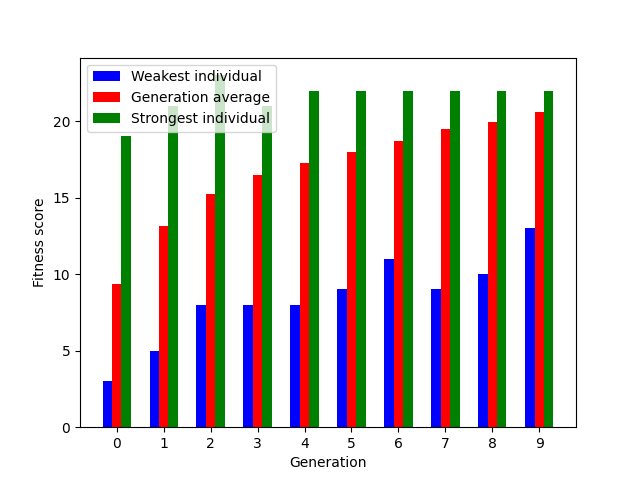 Weakest individual
Generation average
Strongest individual
Fitness score
20
15
10
5
0
0 1 2 3 4 5 6 7 8 9
Generation